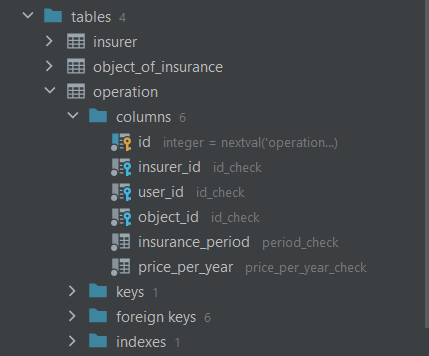 tables 4
insurer
object_of_insurance
operation
columns 6
id integer = nextval('operation...)
insurer_id id_check
user_id id_check
object_id id_check
insurance_period period_check
price_per_year price_per_year_check
keys 1
foreign keys 6
indexes 1